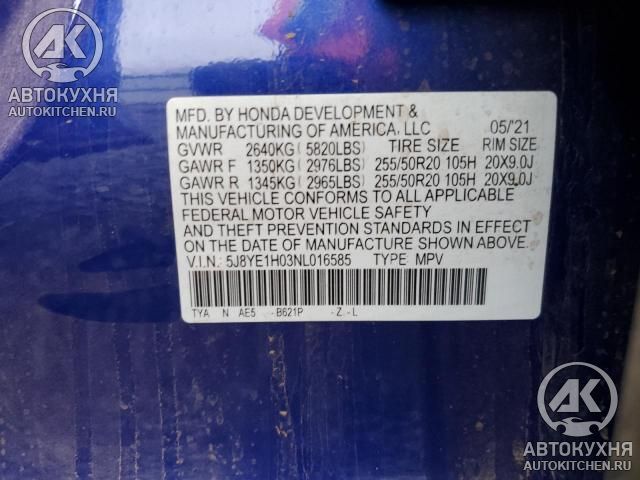 AK
АВТОКУХНЯ
AUTOKITCHEN.RU
MFD. BY HONDA DEVELOPMENT &
MANUFACTURING OF AMERICA, LLC 05/'21
GVWR 2640KG( 5820LBS) TIRE SIZE RIM SIZE
GAWR F 1350KG( 2976LBS) 255/50R20 105H 20X9.0J
GAWR R 1345KG( 2965LBS) 255/50R20 105H 20X9.0J
THIS VEHICLE CONFORMS TO ALL APPLICABLE
FEDERAL MOTOR VEHICLE SAFETY
AND THEFT PREVENTION STANDARDS IN EFFECT
ON THE DATE OF MANUFACTURE SHOWN ABOVE.
V.I.N.: 5J8YE1H03NL016585 TYPE: MPV
TYA N AE5 -B621P -Z -L
AK
АВТОКУХНЯ
AUTOKITCHEN.RU